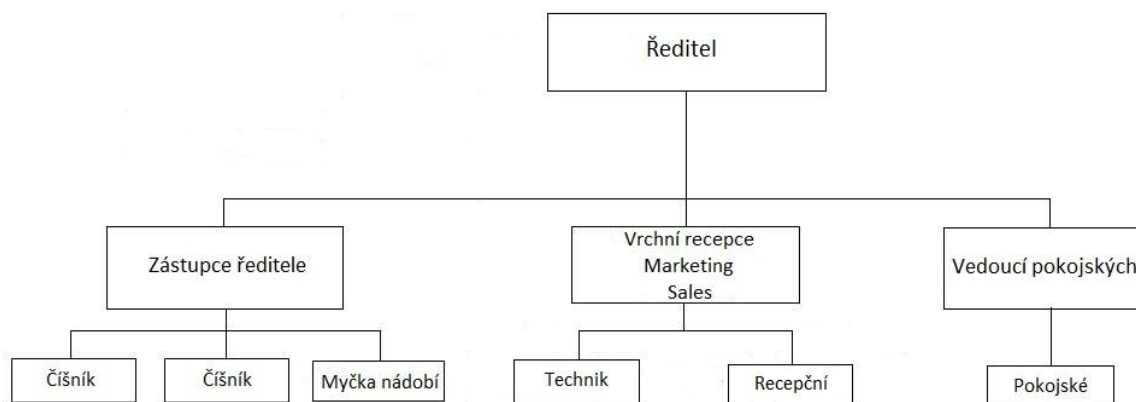 Ředitel
Zástupce ředitele
Vrchní recepce
Marketing
Sales
Vedoucí pokojských
Číšník
Číšník
Myčka nádobí
Technik
Recepční
Pokojské